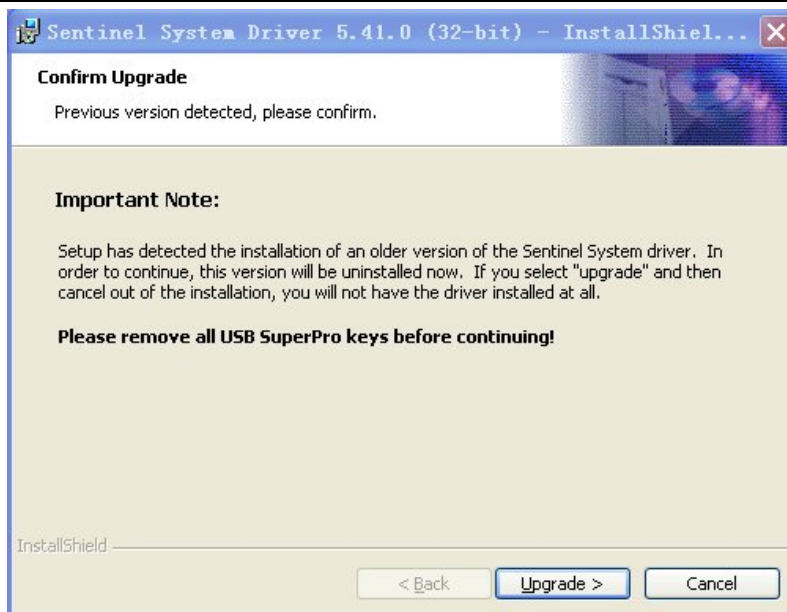 Sentinel System Driver 5.41.0 (32-bit) - InstallShiel...
Confirm Upgrade
Previous version detected, please confirm.
Important Note:
Setup has detected the installation of an older version of the Sentinel System driver. In
order to continue, this version will be uninstalled now. If you select "upgrade" and then
cancel out of the installation, you will not have the driver installed at all.
Please remove all USB SuperPro keys before continuing!
InstallShield
< Back
Upgrade >
Cancel